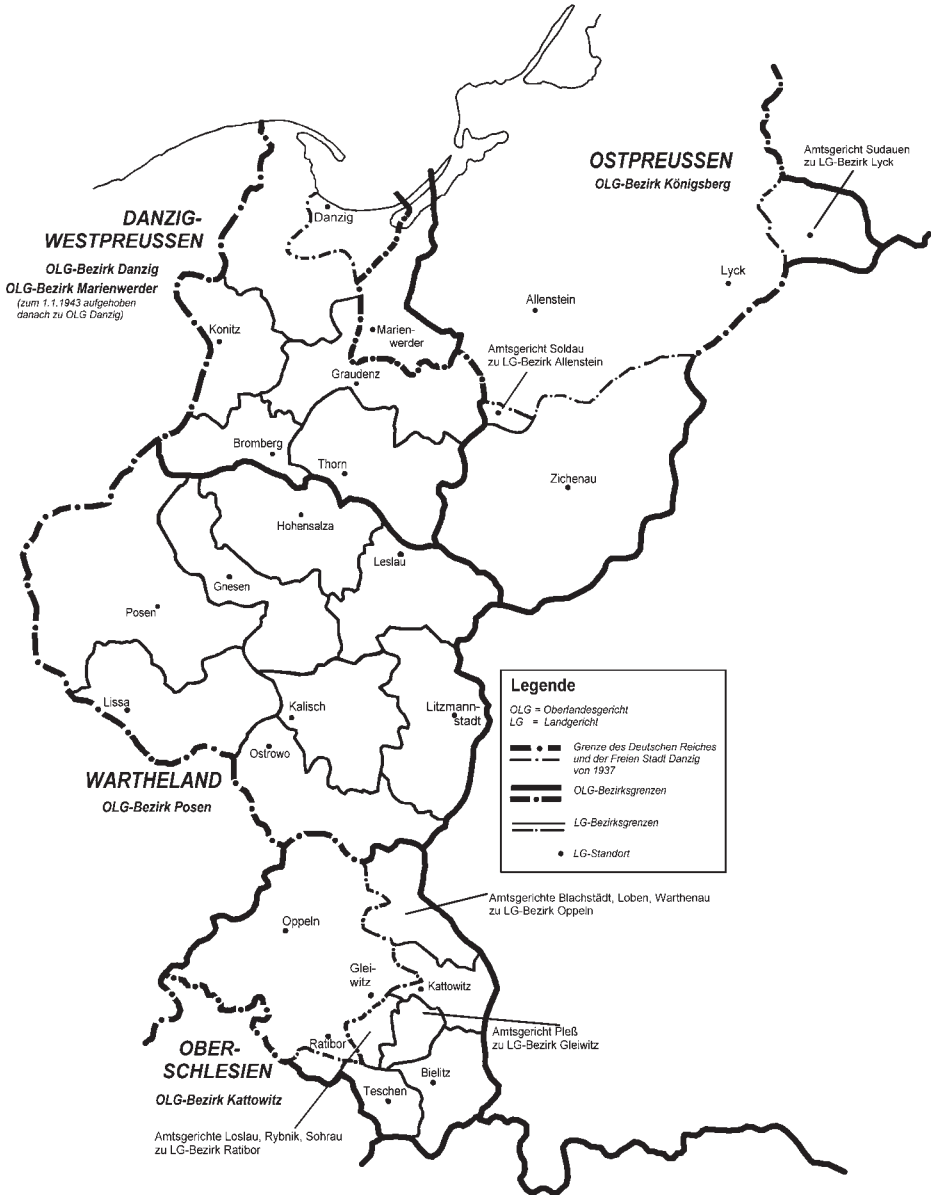 OSTPREUSSEN
OLG-Bezirk Königsberg
Amtsgericht Sudauen
zu LG-Bezirk Lyck
DANZIG-
WESTPREUSSEN
OLG-Bezirk Danzig
OLG-Bezirk Marienwerder
(zum 1.1.1943 aufgehoben
danach zu OLG Danzig)
Danzig
Lyck
Allenstein
Konitz
Marien-
werder
Amtsgericht Soldau
zu LG-Bezirk Allenstein
Graudenz
Bromberg
Thorn
Zichenau
Hohensalza
Leslau
Gnesen
Posen
Lissa
Kalisch
Litzmann-
stadt
Ostrowo
WARTHELAND
OLG-Bezirk Posen
Legende
OLG = Oberlandesgericht
LG = Landgericht
Grenze des Deutschen Reiches
und der Freien Stadt Danzig
von 1937
OLG-Bezirksgrenzen
LG-Bezirksgrenzen
LG-Standort
Amtsgerichte Blachstädt, Loben, Warthenau
zu LG-Bezirk Oppeln
Oppeln
Glei-
witz
Kattowitz
Amtsgericht Pleß
zu LG-Bezirk Gleiwitz
Ratibor
OBER-
SCHLESIEN
OLG-Bezirk Kattowitz
Bielitz
Teschen
Amtsgerichte Loslau, Rybnik, Sohrau
zu LG-Bezirk Ratibor